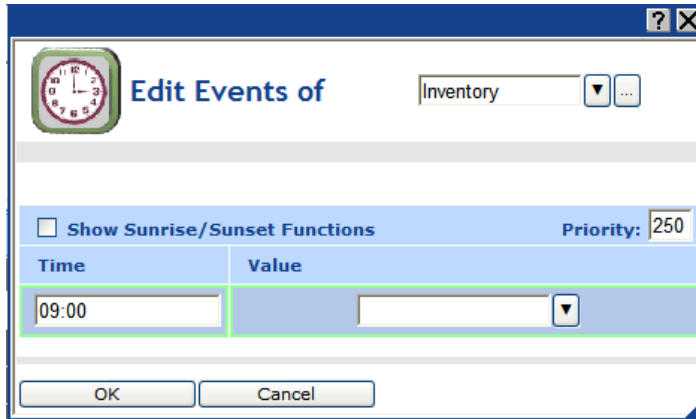 ?
Edit Events of Inventory ...
Show Sunrise/Sunset Functions Priority: 250
Time Value
09:00
OK Cancel